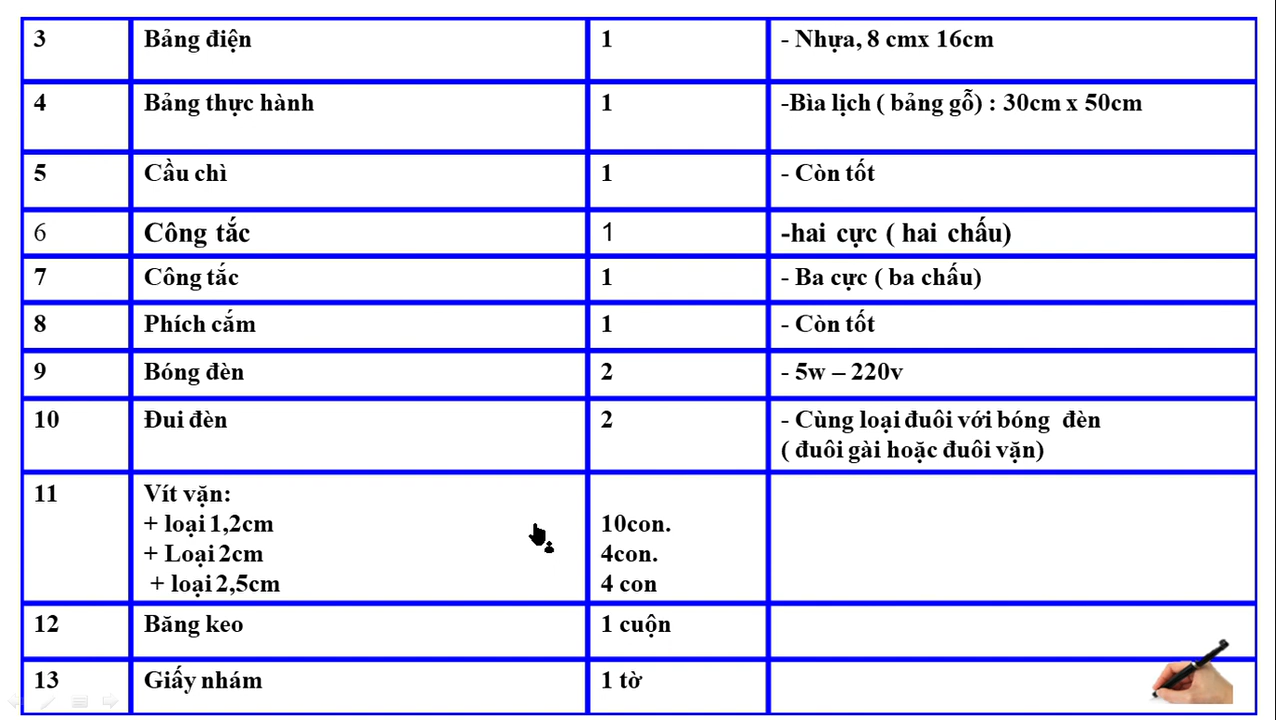 3 Bảng điện 1 - Nhựa, 8 cmx 16cm
4 Bảng thực hành 1 -Bìa lịch ( bảng gỗ) : 30cm x 50cm
5 Cầu chì 1 - Còn tốt
6 Công tắc 1 -hai cực ( hai chấu)
7 Công tắc 1 - Ba cực ( ba chấu)
8 Phích cắm 1 - Còn tốt
9 Bóng đèn 2 - 5w – 220v
10 Đui đèn 2 - Cùng loại đuôi với bóng đèn
( đuôi gài hoặc đuôi vặn)
11 Vít vặn:
+ loại 1,2cm 10con.
+ Loại 2cm 4con.
+ loại 2,5cm 4 con
12 Băng keo 1 cuộn
13 Giấy nhám 1 tờ